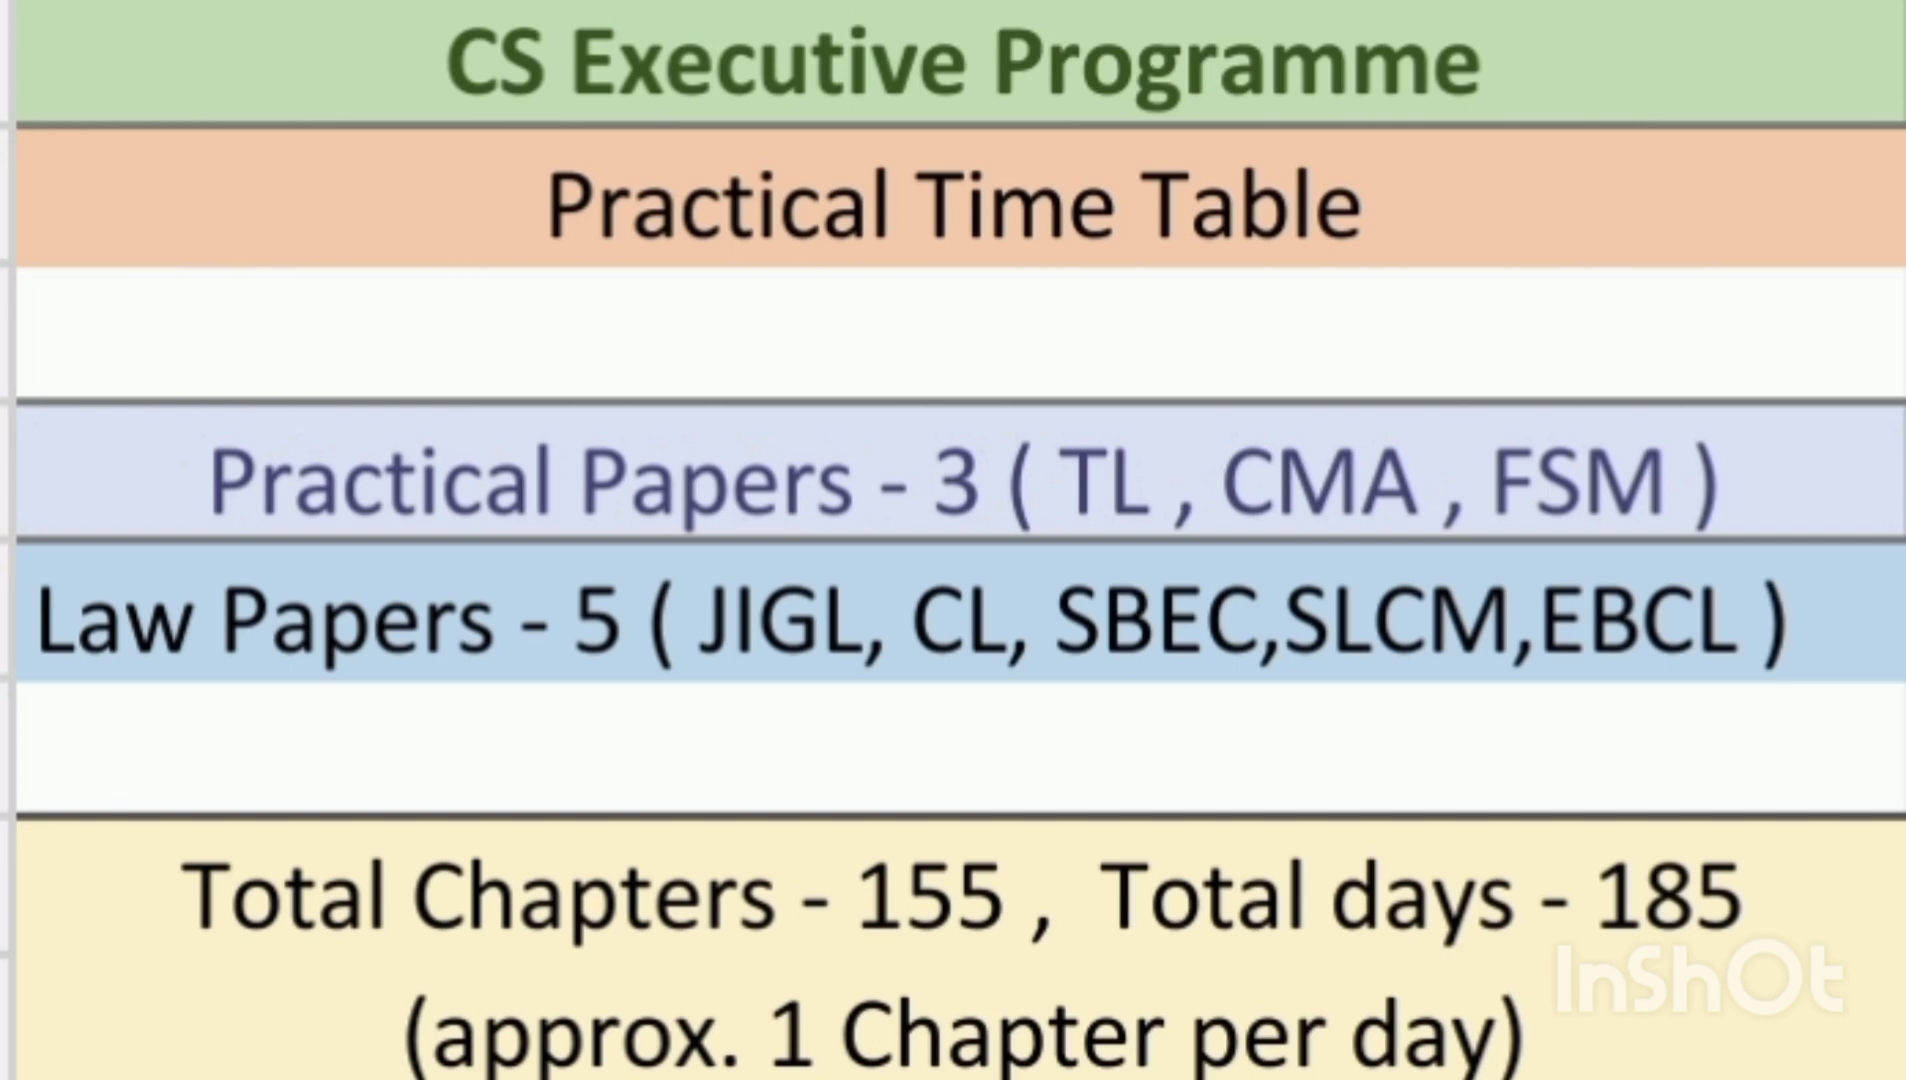 CS Executive Programme
Practical Time Table
Practical Papers - 3 ( TL , CMA , FSM )
Law Papers - 5 ( JIGL, CL, SBEC,SLCM,EBCL )
Total Chapters - 155 , Total days - 185
(approx. 1 Chapter per day)
InShOt